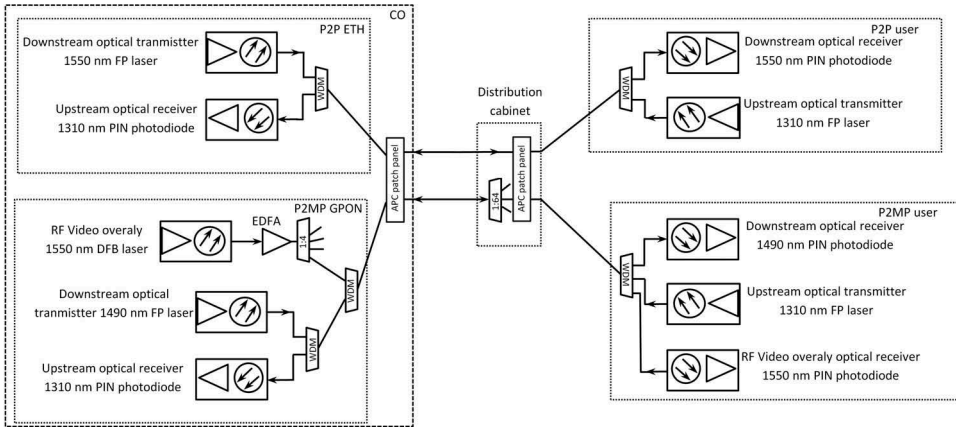 CO
P2P ETH
Downstream optical tranmistter
1550 nm FP laser
WDM
Upstream optical receiver
1310 nm PIN photodiode
P2MP GPON
RF Video overaly
1550 nm DFB laser
EDFA
1:4
WDM
Downstream optical
tranmistter 1490 nm FP laser
WDM
Upstream optical receiver
1310 nm PIN photodiode
APC patch panel
Distribution
cabinet
1:64
APC patch panel
P2P user
WDM
Downstream optical receiver
1550 nm PIN photodiode
Upstream optical transmitter
1310 nm FP laser
P2MP user
WDM
Downstream optical receiver
1490 nm PIN photodiode
Upstream optical transmitter
1310 nm FP laser
RF Video overaly optical receiver
1550 nm PIN photodiode